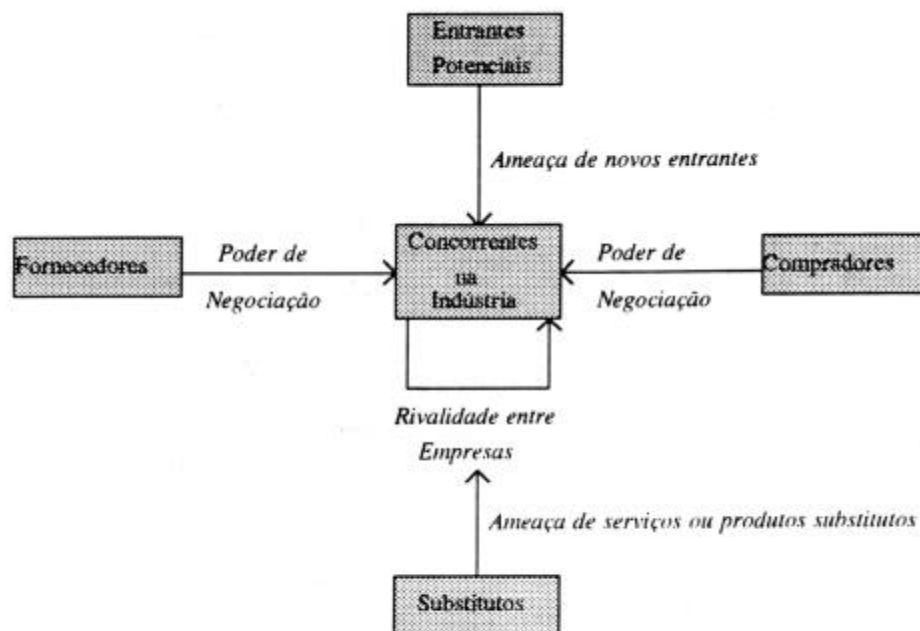 Entrantes
Potenciais
Ameaça de novos entrantes
Fornecedores
Poder de
Negociação
Concorrentes
na
Indústria
Poder de
Negociação
Compradores
Rivalidade entre
Empresas
Ameaça de serviços ou produtos substitutos
Substitutos